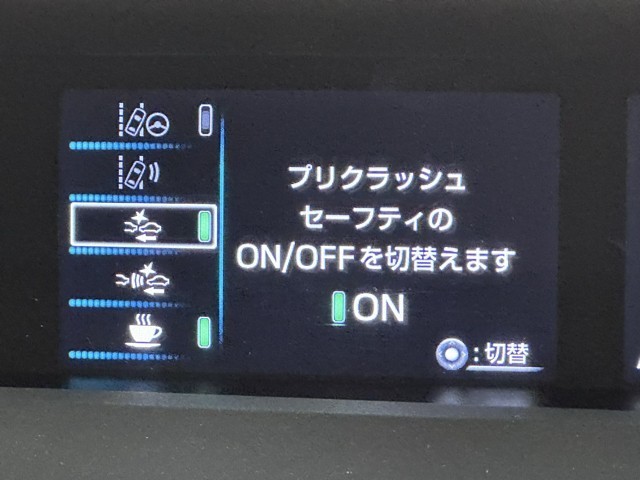 プリクラッシュ
セーフティの
ON/OFFを切替えます
ON
:切替